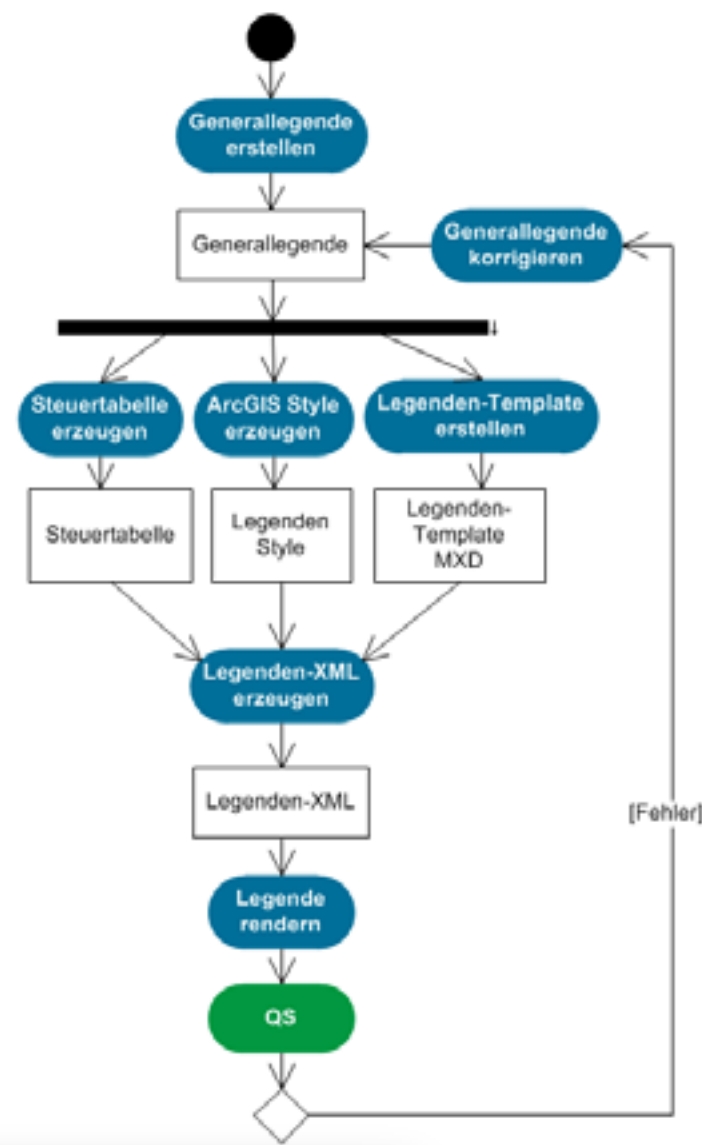 Generallegende
erstellen
Generallegende
Generallegende
korrigieren
Steuertabelle
erzeugen
ArcGIS Style
erzeugen
Legenden-Template
erstellen
Steuertabelle
Legenden
Style
Legenden-
Template
MXD
Legenden-XML
erzeugen
Legenden-XML
[Fehler]
Legende
rendern
QS